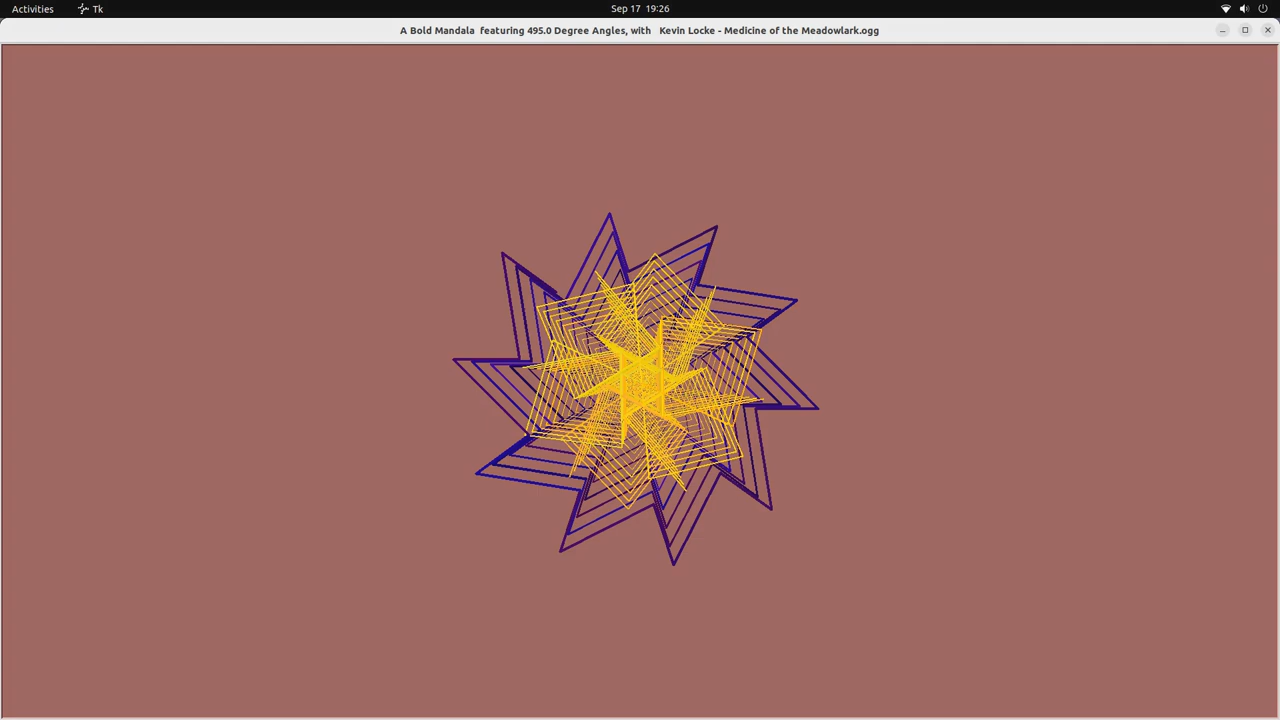 Activities Tk Sep 17 19:26
A Bold Mandala featuring 495.0 Degree Angles, with Kevin Locke - Medicine of the Meadowlark.ogg